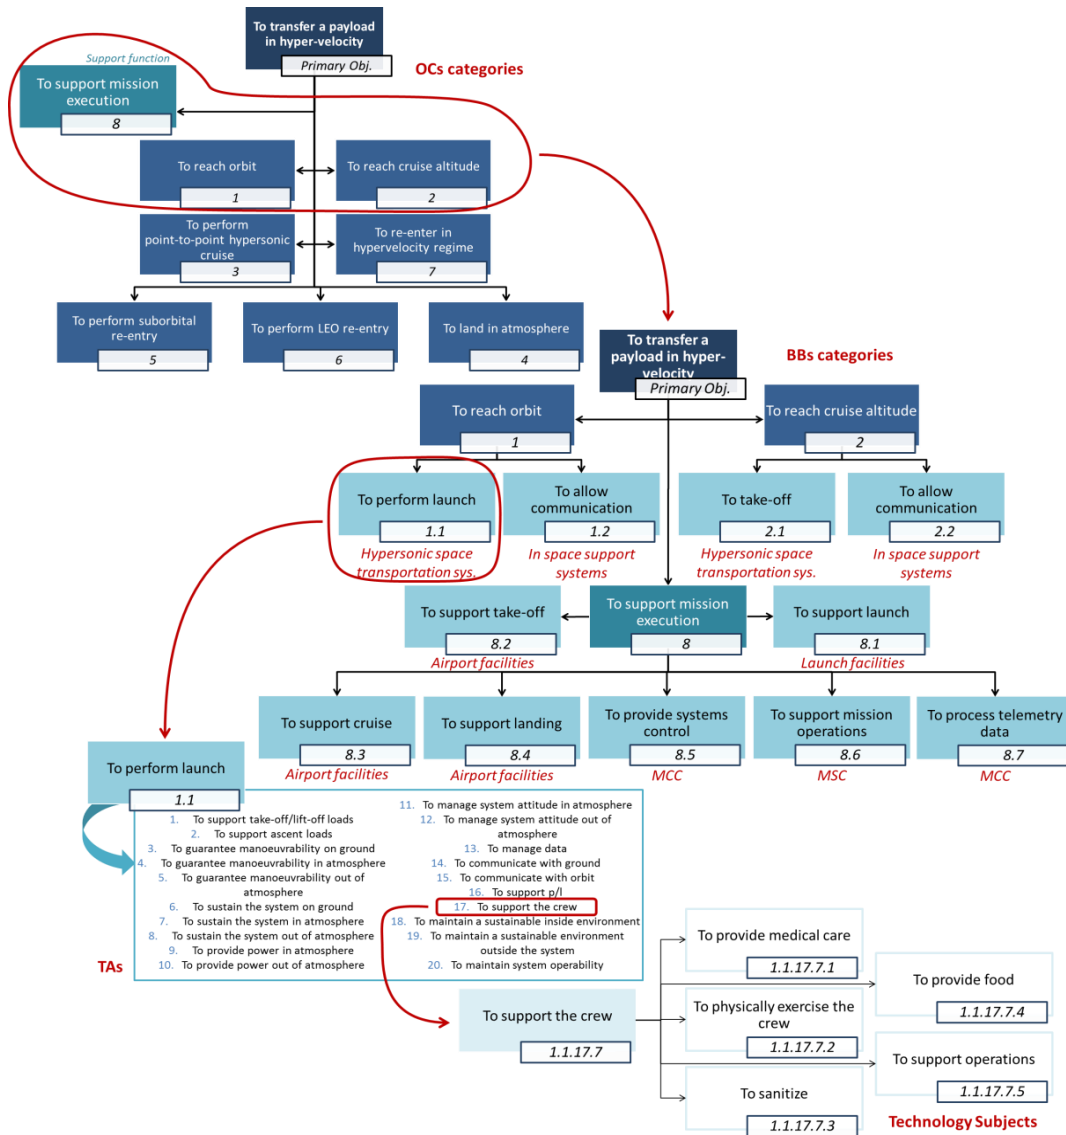 To transfer a payload
in hyper-velocity
Primary Obj.
OCs categories
Support function
To support mission
execution
8
To reach orbit
1
To reach cruise altitude
2
To perform
point-to-point hypersonic
cruise
3
To re-enter in
hypervelocity regime
7
To perform suborbital
re-entry
5
To perform LEO re-entry
6
To land in atmosphere
4
To transfer a
payload in hyper-
velocity
Primary Obj.
BBs categories
To reach orbit
1
To reach cruise altitude
2
To perform launch
1.1
Hypersonic space
transportation sys.
To allow
communication
1.2
In space support
systems
To take-off
2.1
Hypersonic space
transportation sys.
To allow
communication
2.2
In space support
systems
To support take-off
8.2
Airport facilities
To support mission
execution
8
To support launch
8.1
Launch facilities
To support cruise
8.3
Airport facilities
To support landing
8.4
Airport facilities
To provide systems
control
8.5
MCC
To support mission
operations
8.6
MSC
To process telemetry
data
8.7
MCC
To perform launch
1.1
1. To support take-off/lift-off loads
2. To support ascent loads
3. To guarantee manoeuvrability on ground
4. To guarantee manoeuvrability in atmosphere
5. To guarantee manoeuvrability out of
atmosphere
6. To sustain the system on ground
7. To sustain the system in atmosphere
8. To sustain the system out of atmosphere
9. To provide power in atmosphere
10. To provide power out of atmosphere
11. To manage system attitude in atmosphere
12. To manage system attitude out of
atmosphere
13. To manage data
14. To communicate with ground
15. To communicate with orbit
16. To support p/l
17. To support the crew
18. To maintain a sustainable inside environment
19. To maintain a sustainable environment
outside the system
20. To maintain system operability
TAs
To support the crew
1.1.17.7
To provide medical care
1.1.17.7.1
To provide food
1.1.17.7.4
To physically exercise the
crew
1.1.17.7.2
To support operations
1.1.17.7.5
To sanitize
1.1.17.7.3
Technology Subjects